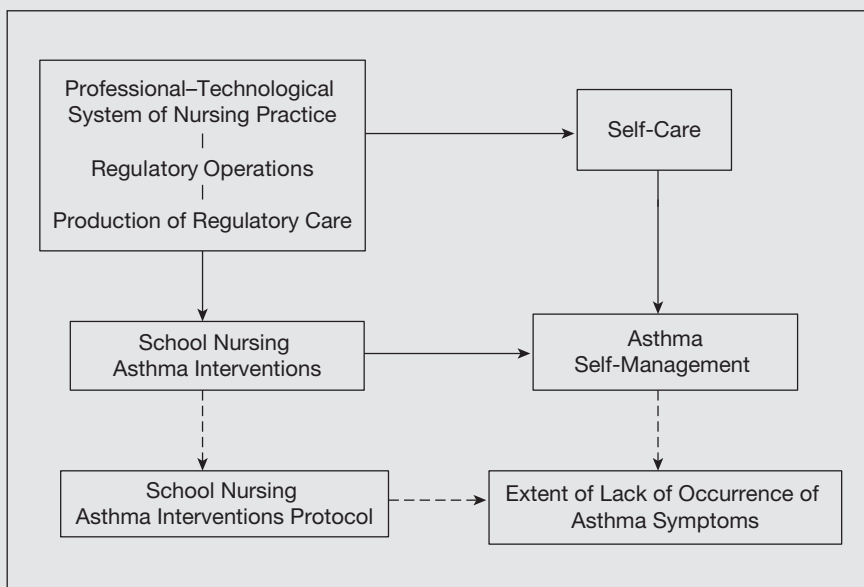 Professional–Technological
System of Nursing Practice
Regulatory Operations
Production of Regulatory Care
Self-Care
School Nursing
Asthma Interventions
Asthma
Self-Management
School Nursing
Asthma Interventions Protocol
Extent of Lack of Occurrence of
Asthma Symptoms